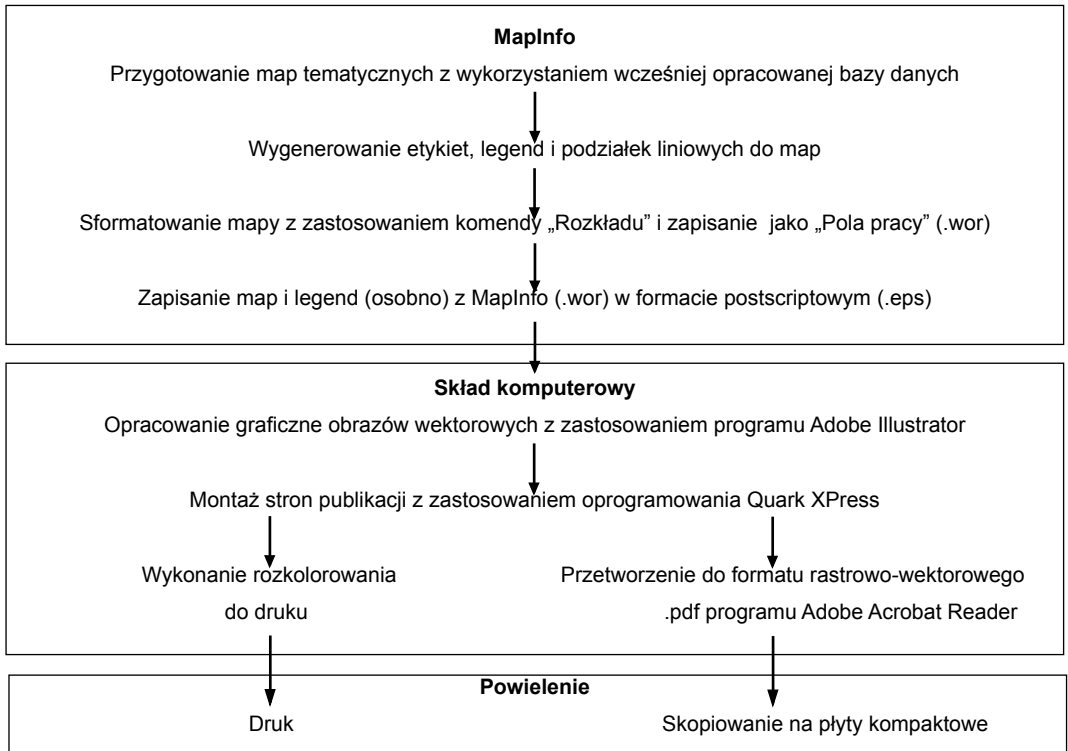 MapInfo
Przygotowanie map tematycznych z wykorzystaniem wcześniej opracowanej bazy danych
Wygenerowanie etykiet, legend i podziałek liniowych do map
Sformatowanie mapy z zastosowaniem komendy „Rozkładu” i zapisanie jako „Pola pracy” (.wor)
Zapisanie map i legend (osobno) z MapInfo (.wor) w formacie postscriptowym (.eps)
Skład komputerowy
Opracowanie graficzne obrazów wektorowych z zastosowaniem programu Adobe Illustrator
Montaż stron publikacji z zastosowaniem oprogramowania Quark XPress
Wykonanie rozkolorowania
do druku
Przetworzenie do formatu rastrowo-wektorowego
.pdf programu Adobe Acrobat Reader
Powielenie
Druk
Skopiowanie na płyty kompaktowe